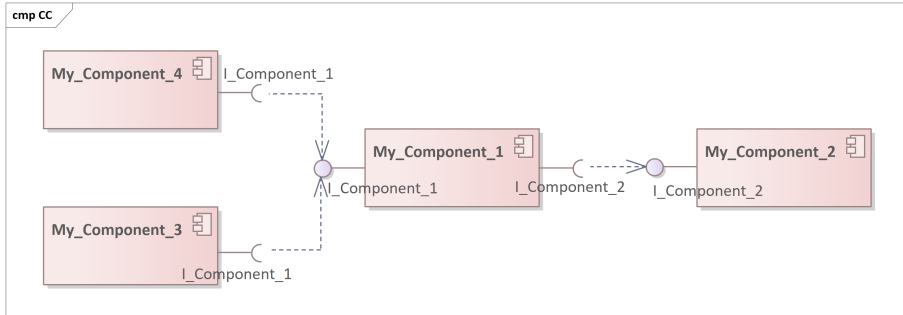 cmp CC
My_Component_4
I_Component_1
My_Component_1
My_Component_2
I_Component_1
I_Component_2
I_Component_2
My_Component_3
I_Component_1